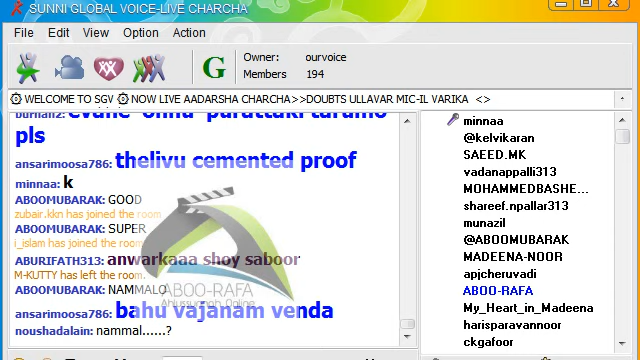 SUNNI GLOBAL VOICE-LIVE CHARCHA
File Edit View Option Action
Owner: ourvoice
Members 194
G
WELCOME TO SGV NOW LIVE AADARSHA CHARCHA>>DOUBTS ULLAVAR MIC-IL VARIKA <>
pls
ansarimoosa786: thelivu cemented proof
minnaa: k
ABOOMUBARAK: GOOD
zubair.kkn has joined the room
ABOOMUBARAK: SUPER
i_islam has joined the room
ABURIFATH313: anwarkaaa shoy saboor
M-KUTTY has left the room.
ABOOMUBARAK: NAMMALO
ansarimoosa786: bahu vajanam venda
noushadalain: nammal......?
ABOO-RAFA
Ahlussunnah Online
minnaa
@kelvikaran
SAEED.MK
vadanappalli313
MOHAMMEDBASHE...
shareef.npallar313
munazil
@ABOOMUBARAK
MADEENA-NOOR
apjcheruvadi
ABOO-RAFA
My_Heart_in_Madeena
harisparavannoor
ckgafoor